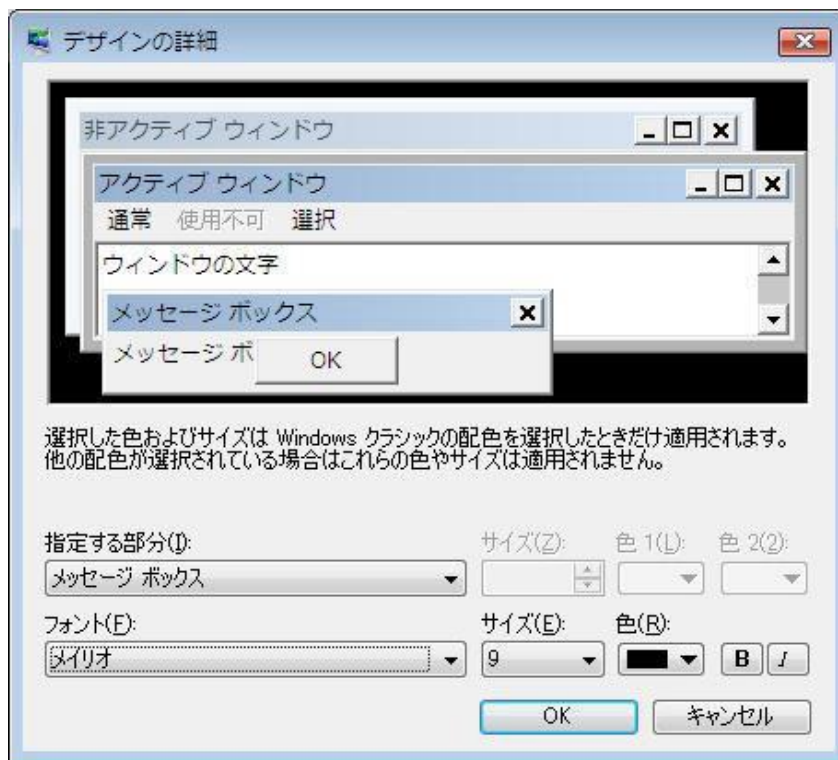 デザインの詳細
非アクティブ ウィンドウ
アクティブ ウィンドウ
通常 使用不可 選択
ウィンドウの文字
メッセージ ボックス
メッセージ ボ
OK
選択した色およびサイズは Windows クラシックの配色を選択したときだけ適用されます。
他の配色が選択されている場合はこれらの色やサイズは適用されません。
指定する部分(I): サイズ(Z): 色 1(L): 色 2(2):
メッセージ ボックス
フォント(F): サイズ(E): 色(R):
メイリオ 9 B I
OK キャンセル